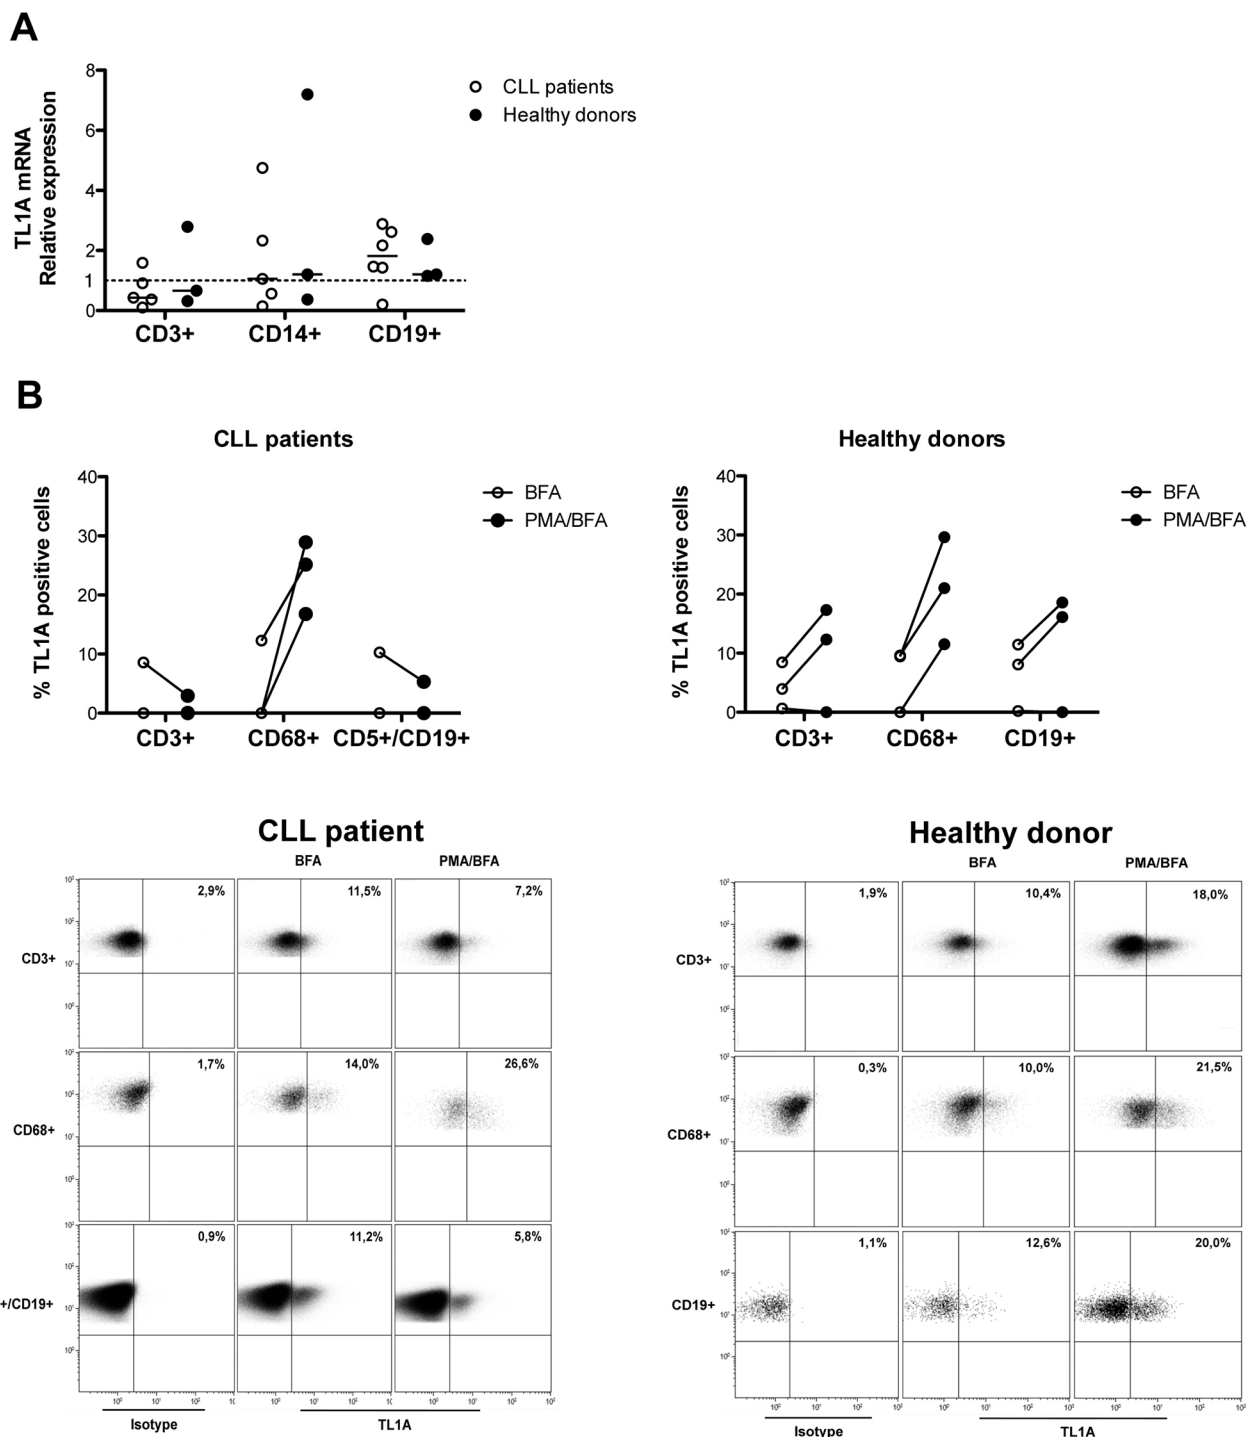 A
8
6
4
2
1
0
TL1A mRNA
Relative expression
CLL patients
Healthy donors
CD3+ CD14+ CD19+
B
CLL patients
40
30
20
10
0
% TL1A positive cells
BFA
PMA/BFA
CD3+ CD68+ CD5+/CD19+
Healthy donors
40
30
20
10
0
% TL1A positive cells
BFA
PMA/BFA
CD3+ CD68+ CD19+
CLL patient
BFA PMA/BFA
CD3+ 2,9% 11,5% 7,2%
CD68+ 1,7% 14,0% 26,6%
+/CD19+ 0,9% 11,2% 5,8%
Isotype TL1A
Healthy donor
BFA PMA/BFA
CD3+ 1,9% 10,4% 18,0%
CD68+ 0,3% 10,0% 21,5%
CD19+ 1,1% 12,6% 20,0%
Isotype TL1A